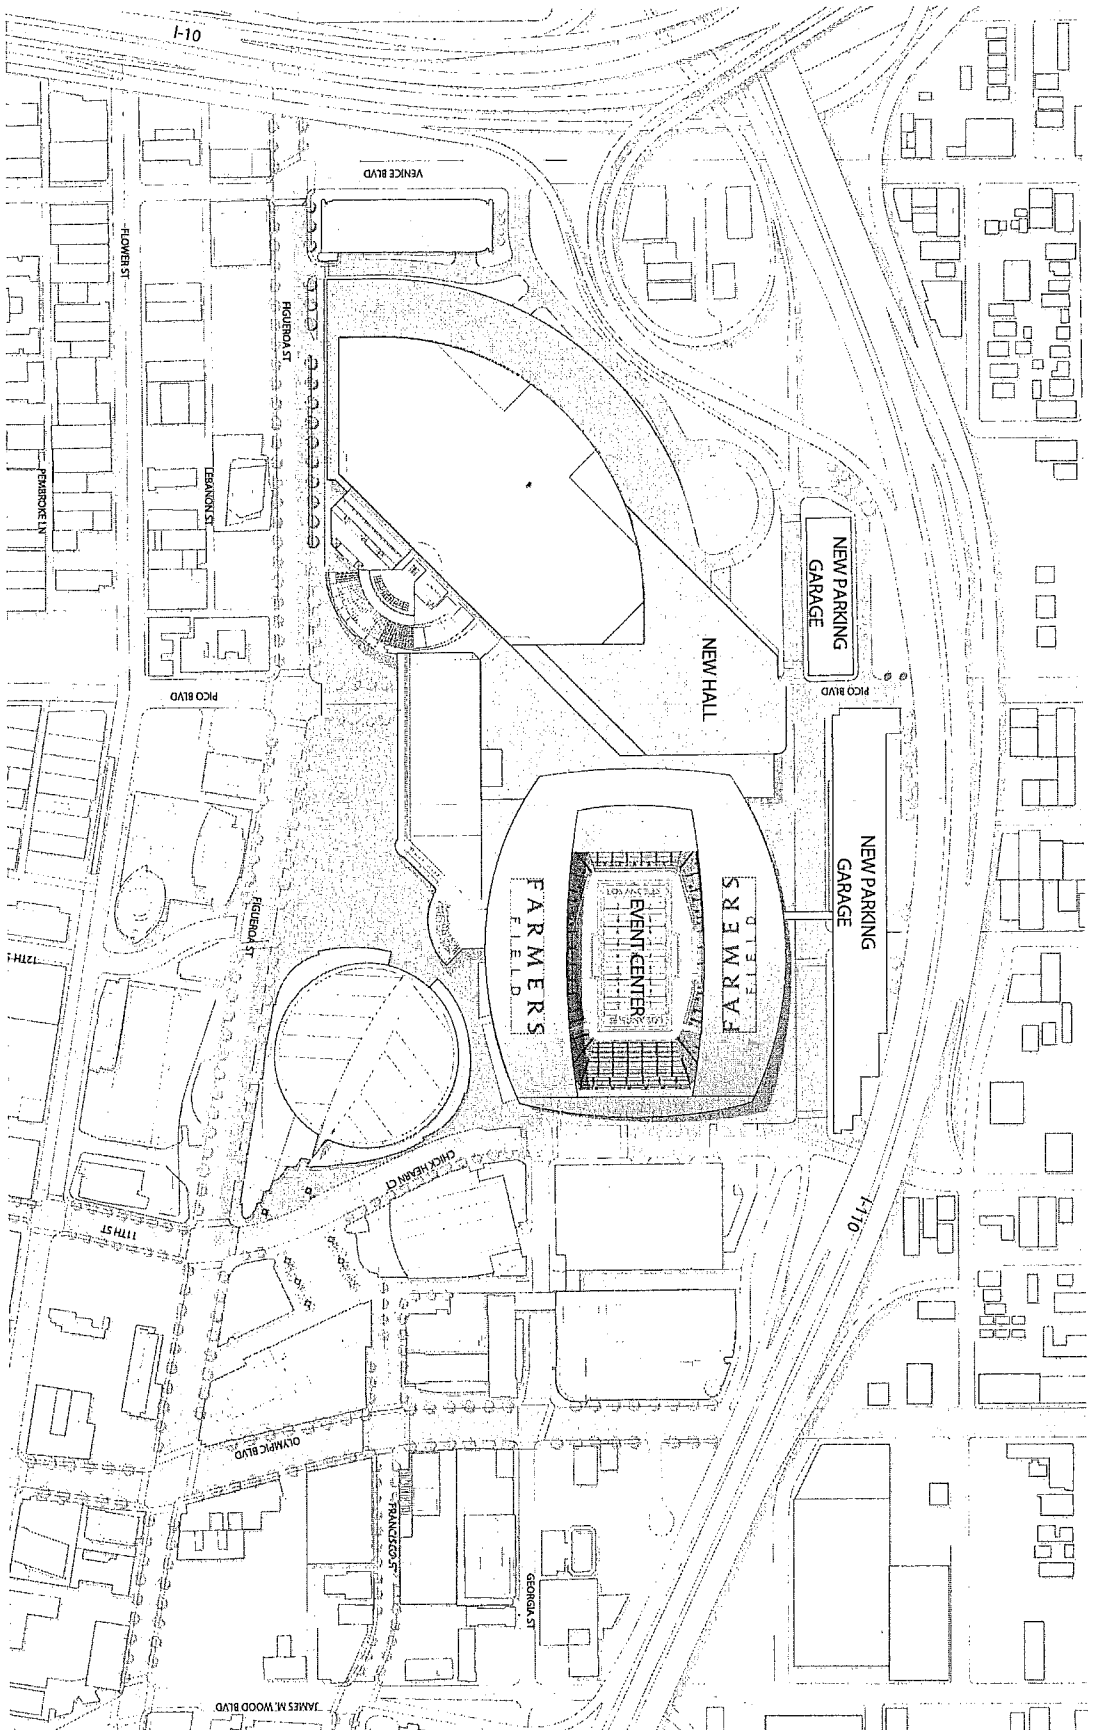 I-10
VENICE BLVD
FLOWER ST
FIGUEROA ST
PEMBROKE LN
LEBANON ST
NEW PARKING
GARAGE
NEW HALL
PICO BLVD
PICO BLVD
NEW PARKING
GARAGE
FARMERS
FIELD
EVENT CENTER
FARMERS
FIELD
FIGUEROA ST
12TH S
CHICK HEARN CT
11TH ST
I-110
OLYMPIC BLVD
FRANCISCO ST
GEORGIA ST
JAMES M. WOOD BLVD